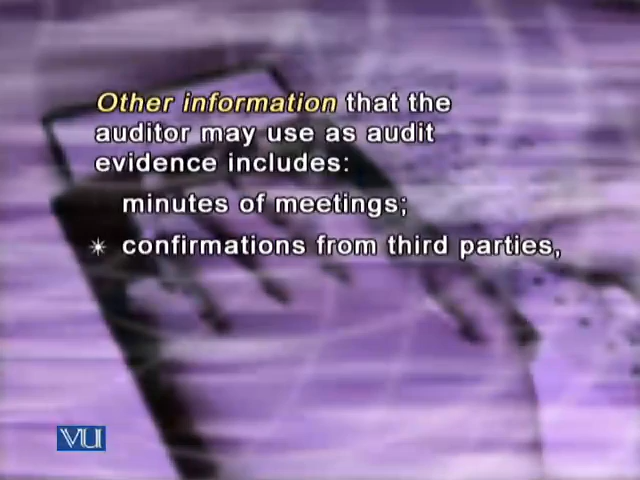 Other information that the
auditor may use as audit
evidence includes:
minutes of meetings;
✴ confirmations from third parties,
VU